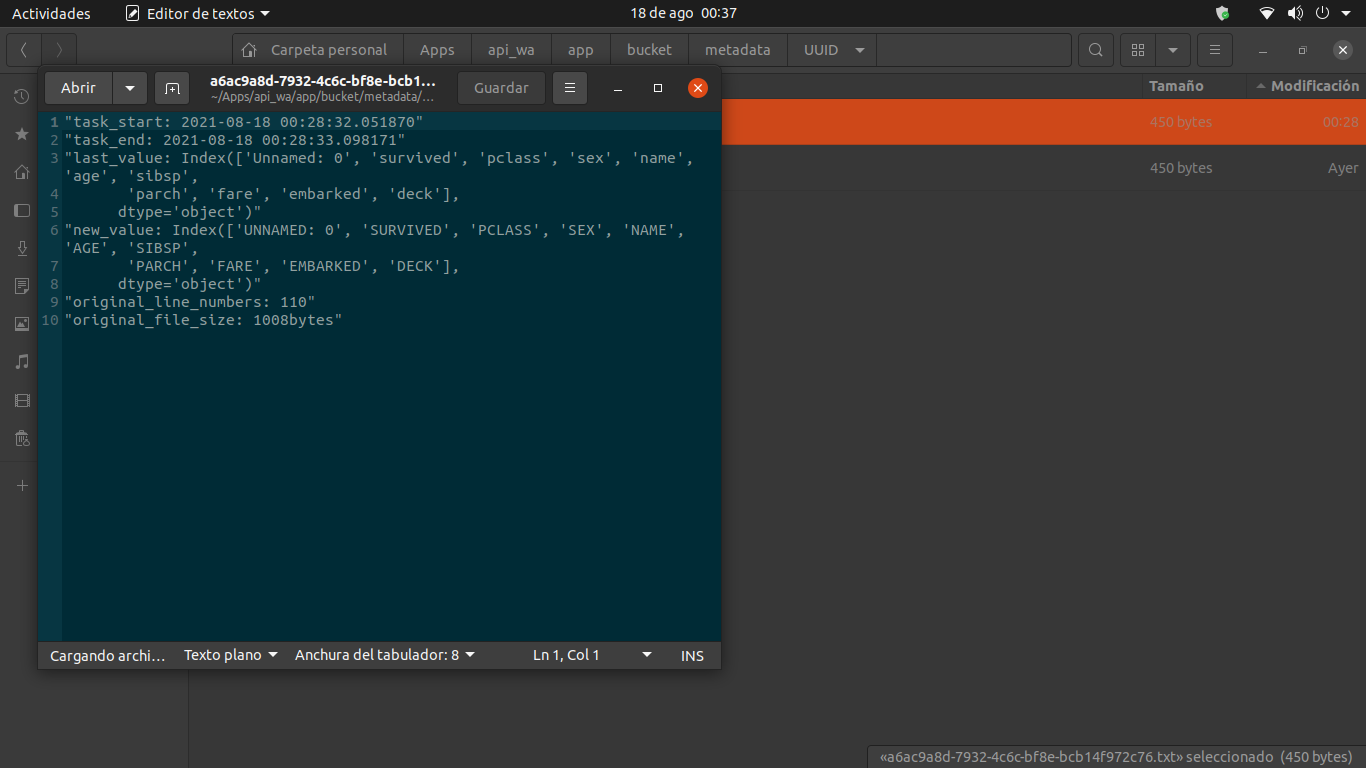 Actividades
Editor de textos
18 de ago 00:37
Carpeta personal
Apps
api_wa
app
bucket
metadata
UUID
Abrir
a6ac9a8d-7932-4c6c-bf8e-bcb1…
~/Apps/api_wa/app/bucket/metadata/…
Guardar
Tamaño
Modificación
450 bytes
00:28
450 bytes
Ayer
1 "task_start: 2021-08-18 00:28:32.051870"
2 "task_end: 2021-08-18 00:28:33.098171"
3 "last_value: Index(['Unnamed: 0', 'survived', 'pclass', 'sex', 'name',
'age', 'sibsp',
4        'parch', 'fare', 'embarked', 'deck'],
5       dtype='object')"
6 "new_value: Index(['UNNAMED: 0', 'SURVIVED', 'PCLASS', 'SEX', 'NAME',
'AGE', 'SIBSP',
7        'PARCH', 'FARE', 'EMBARKED', 'DECK'],
8       dtype='object')"
9 "original_line_numbers: 110"
10 "original_file_size: 1008bytes"
Cargando archi…
Texto plano
Anchura del tabulador: 8
Ln 1, Col 1
INS
«a6ac9a8d-7932-4c6c-bf8e-bcb14f972c76.txt» seleccionado (450 bytes)